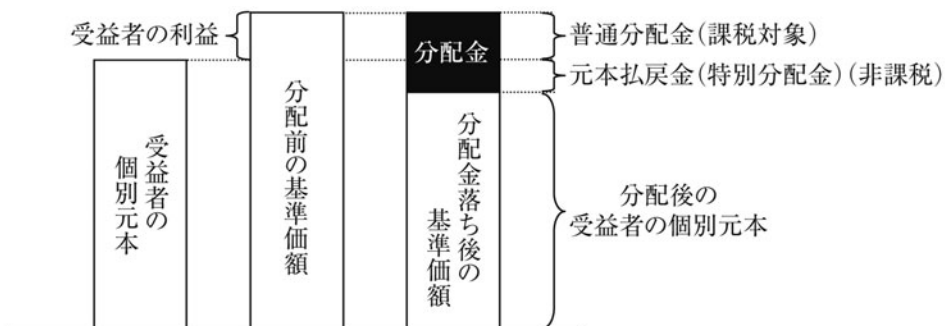 受益者の利益
分配金
普通分配金(課税対象)
元本払戻金(特別分配金)(非課税)
受益者の
個別元本
分配前の基準価額
分配金落ち後の
基準価額
分配後の
受益者の個別元本